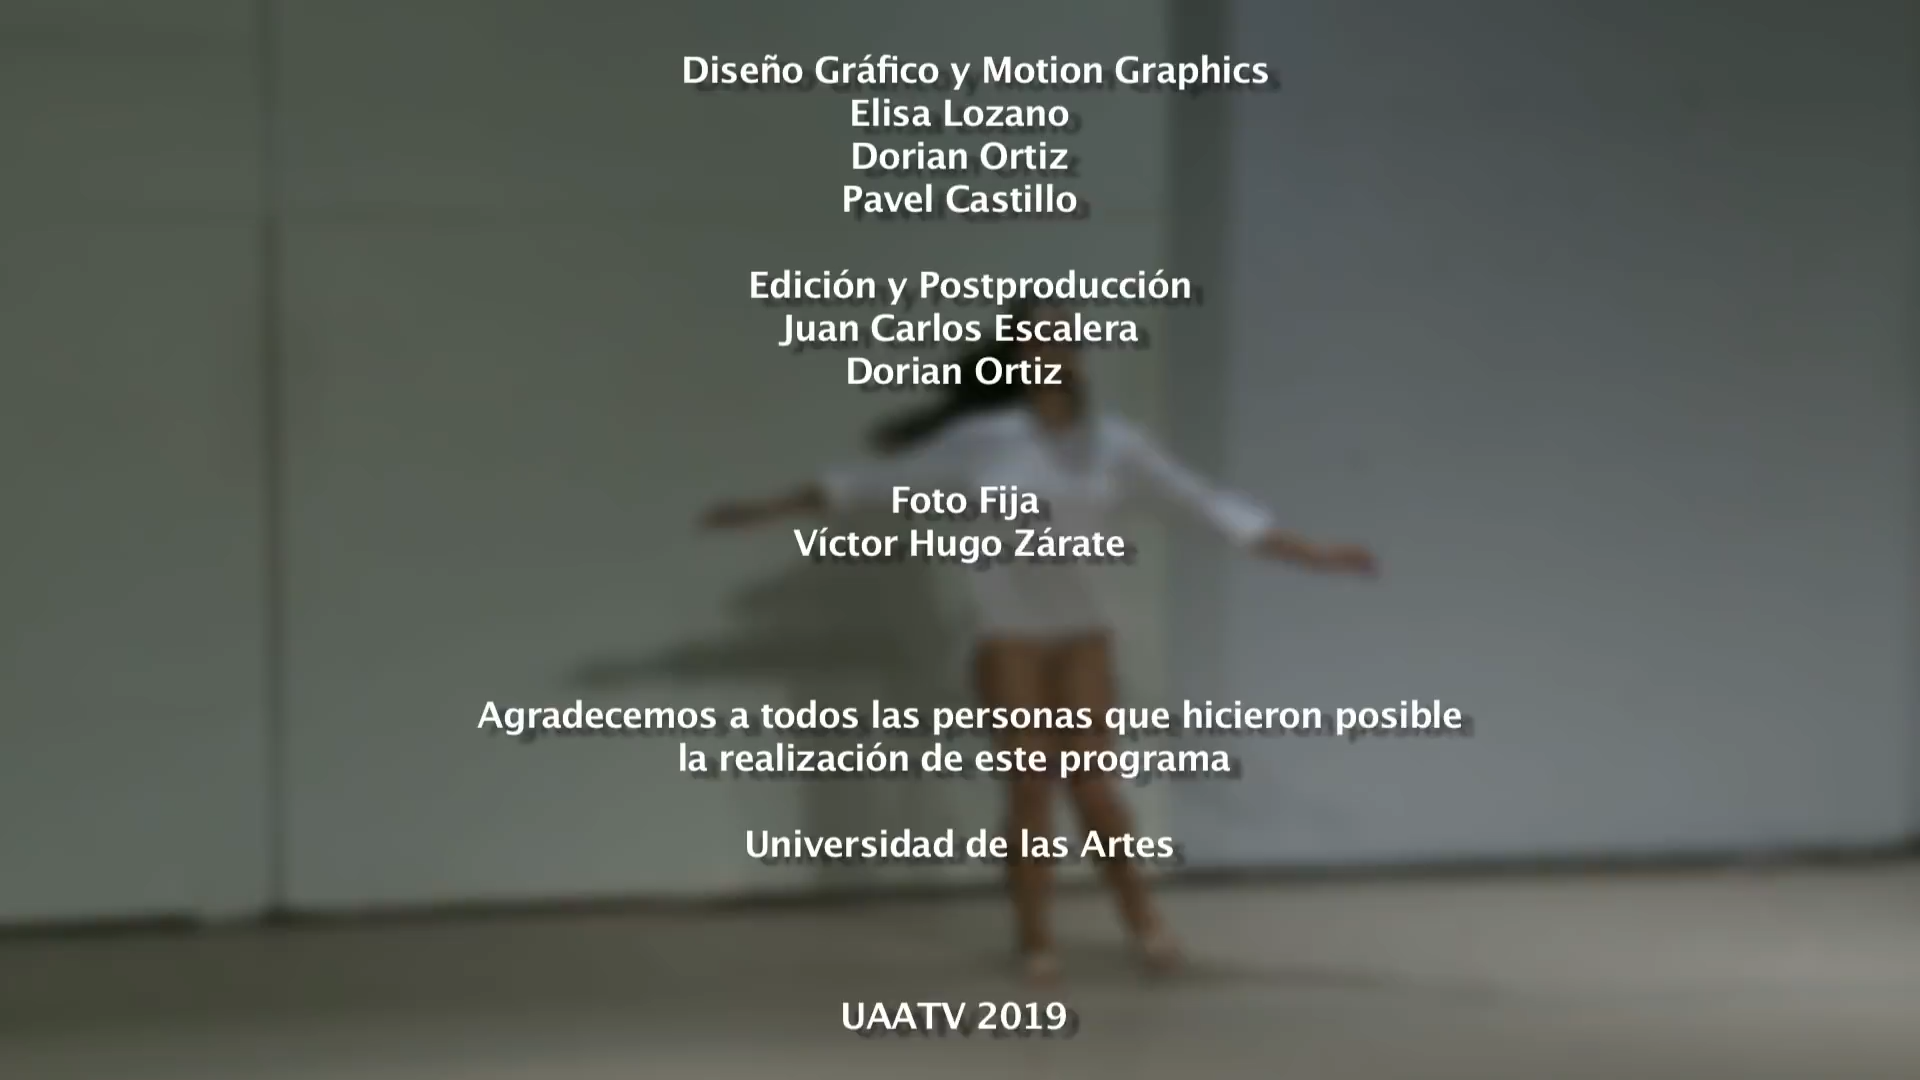 Diseño Gráfico y Motion Graphics
Elisa Lozano
Dorian Ortiz
Pavel Castillo
Edición y Postproducción
Juan Carlos Escalera
Dorian Ortiz
Foto Fija
Víctor Hugo Zárate
Agradecemos a todos las personas que hicieron posible
la realización de este programa
Universidad de las Artes
UAATV 2019